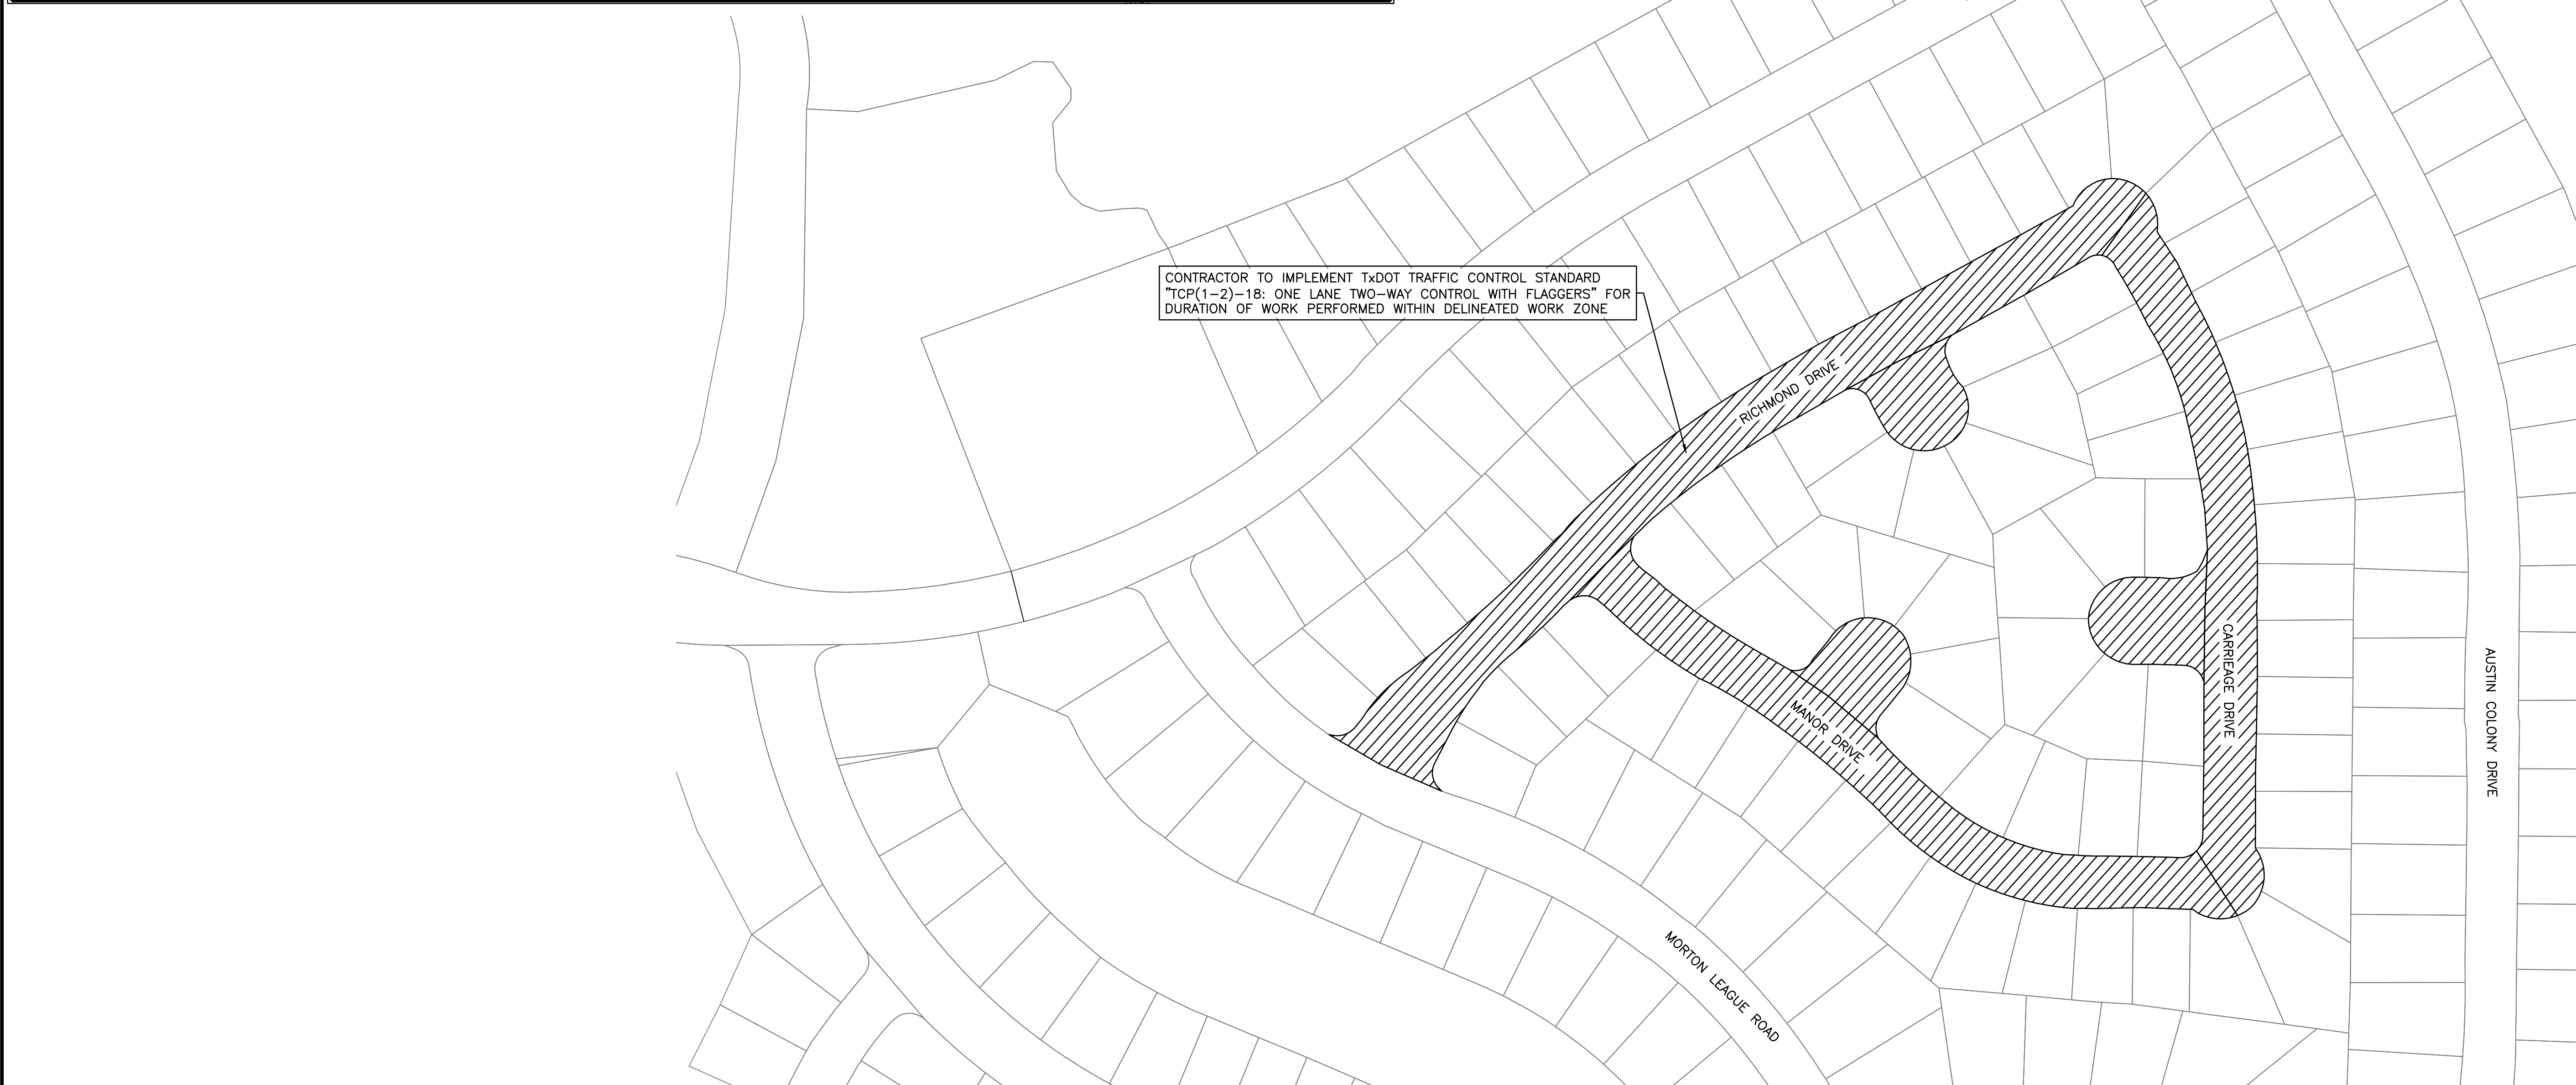 CONTRACTOR TO IMPLEMENT TxDOT TRAFFIC CONTROL STANDARD
"TCP(1-2)-18: ONE LANE TWO-WAY CONTROL WITH FLAGGERS" FOR
DURATION OF WORK PERFORMED WITHIN DELINEATED WORK ZONE
RICHMOND DRIVE
MANOR DRIVE
CARRIEAGE DRIVE
AUSTIN COLONY DRIVE
MORTON LEAGUE ROAD